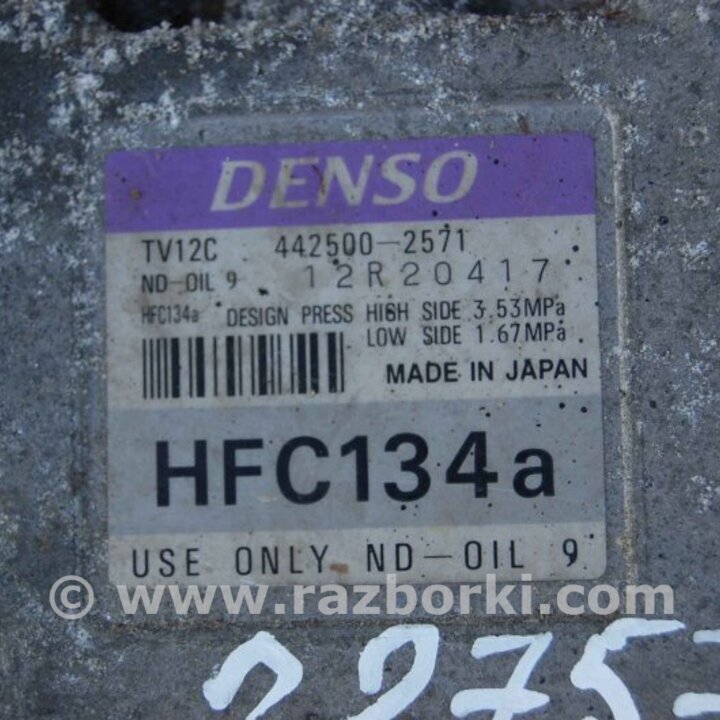 DENSO
TV12C 442500-2571
ND-OIL 9 12R20417
HFC134a DESIGN PRESS HIGH SIDE 3.53MPa
LOW SIDE 1.67MPa
MADE IN JAPAN
HFC134a
USE ONLY ND-OIL 9
© www.razborki.com
2275-